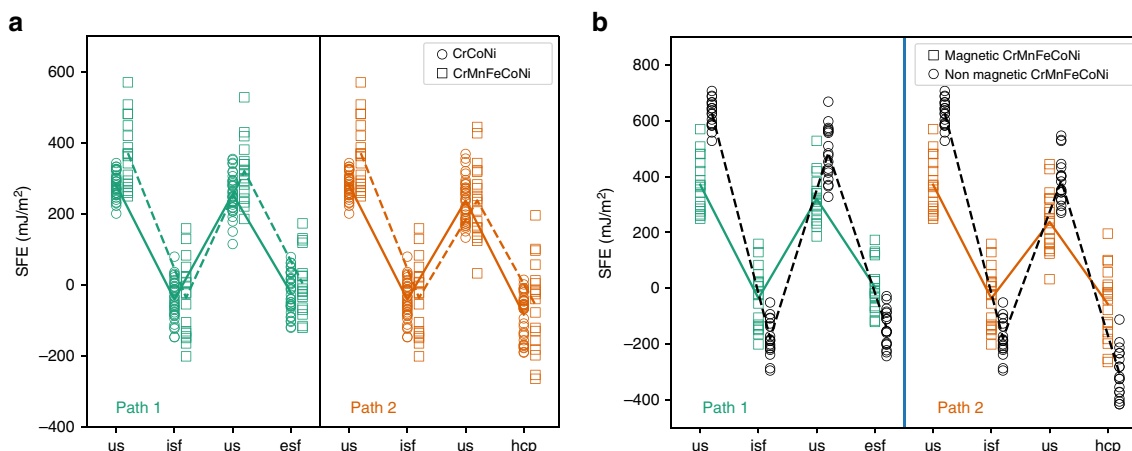 a
CrCoNi
CrMnFeCoNi
600
400
200
0
−200
−400
SFE (mJ/m²)
Path 1
Path 2
us isf us esf us isf us hcp
b
Magnetic CrMnFeCoNi
Non magnetic CrMnFeCoNi
800
600
400
200
0
−200
−400
SFE (mJ/m²)
Path 1
Path 2
us isf us esf us isf us hcp